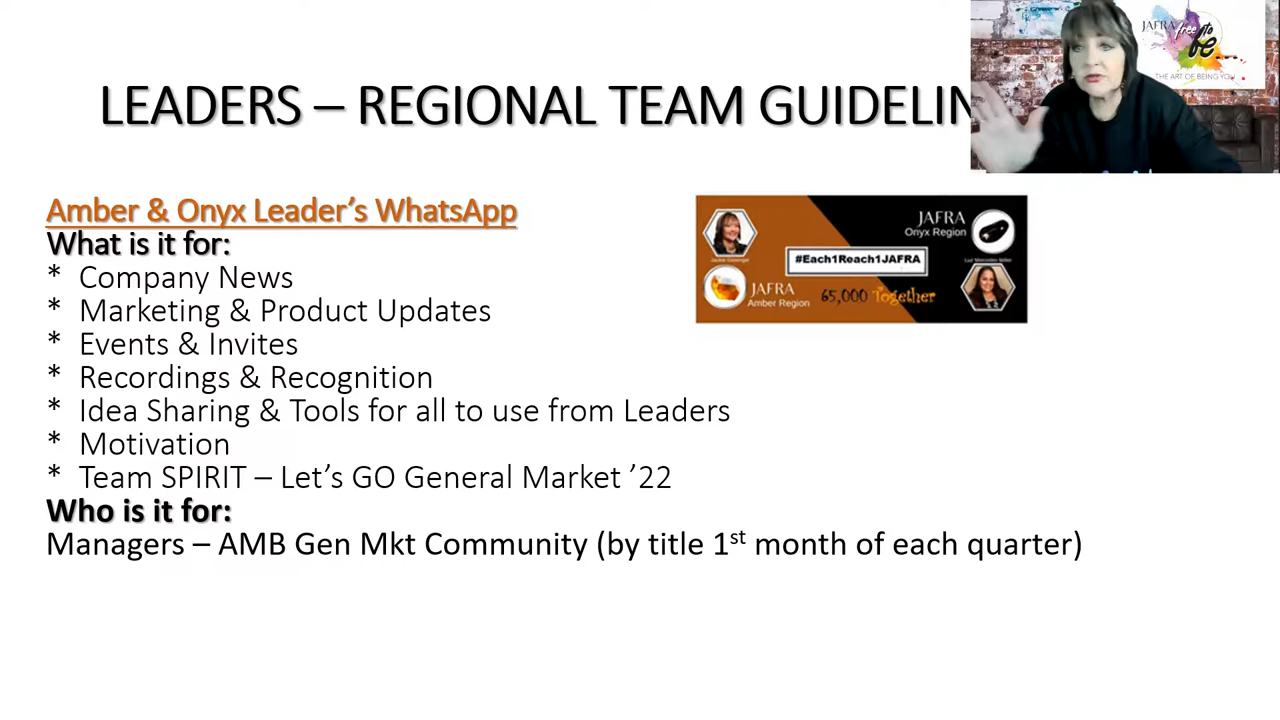 LEADERS – REGIONAL TEAM GUIDELIN
JAFRA
free to
be
THE ART OF BEING YOU
Amber & Onyx Leader’s WhatsApp
What is it for:
* Company News
* Marketing & Product Updates
* Events & Invites
* Recordings & Recognition
* Idea Sharing & Tools for all to use from Leaders
* Motivation
* Team SPIRIT – Let’s GO General Market ’22
Who is it for:
Managers – AMB Gen Mkt Community (by title 1st month of each quarter)
JAFRA
Onyx Region
#Each1Reach1JAFRA
JAFRA
Amber Region
65,000 Together